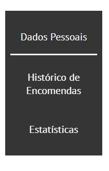 Dados Pessoais
Histórico de
Encomendas
Estatísticas